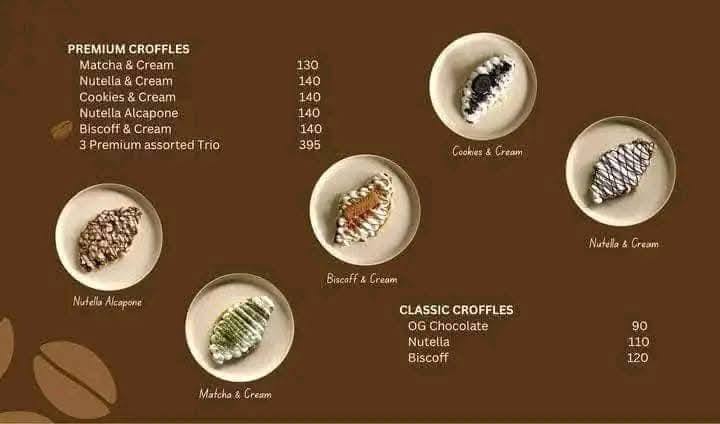 PREMIUM CROFFLES
Matcha & Cream 130
Nutella & Cream 140
Cookies & Cream 140
Nutella Alcapone 140
Biscoff & Cream 140
3 Premium assorted Trio 395
Cookies & Cream
Nutella & Cream
Biscoff & Cream
Nutella Alcapone
Matcha & Cream
CLASSIC CROFFLES
OG Chocolate 90
Nutella 110
Biscoff 120